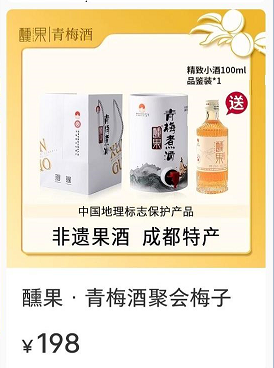 醺果|青梅酒
精致小酒100ml
品鉴装*1
送
青梅煮酒
醺果
醺果
中国地理标志保护产品
非遗果酒 成都特产
醺果·青梅酒聚会梅子
¥198